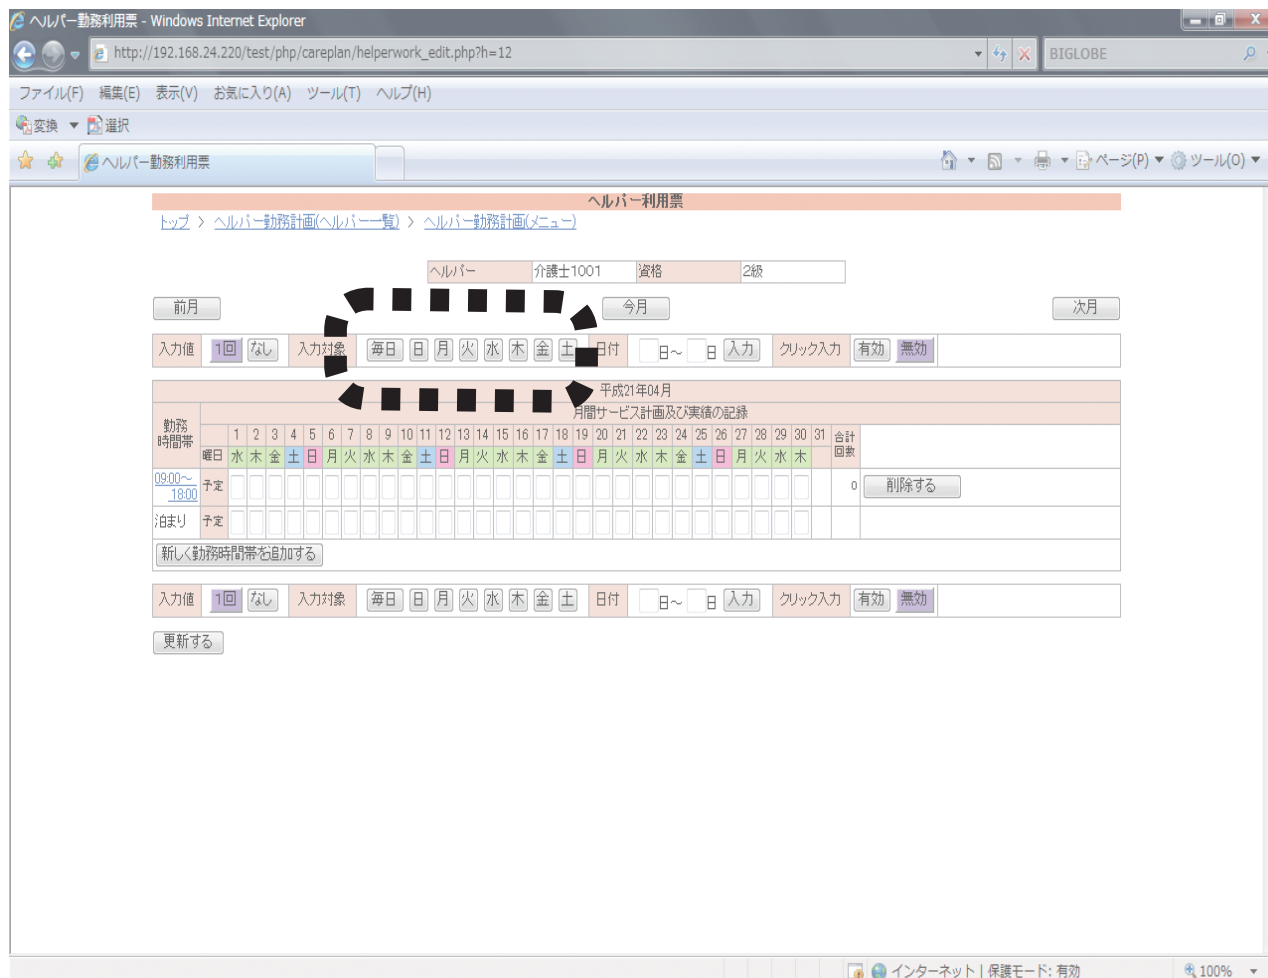 ヘルパー勤務利用票 - Windows Internet Explorer
http://192.168.24.220/test/php/careplan/helperwork_edit.php?h=12
BIGLOBE
ファイル(F) 編集(E) 表示(V) お気に入り(A) ツール(T) ヘルプ(H)
変換 選択
ヘルパー勤務利用票 ページ(P) ツール(O)
ヘルパー利用票
トップ > ヘルパー勤務計画(ヘルパー一覧) > ヘルパー勤務計画(メニュー)
ヘルパー 介護士1001 資格 2級
前月 今月 次月
入力値 1回 なし 入力対象 毎日 日 月 火 水 木 金 土 日付 日～ 日 入力 クリック入力 有効 無効
平成21年04月
勤務時間帯 月間サービス計画及び実績の記録
1 2 3 4 5 6 7 8 9 10 11 12 13 14 15 16 17 18 19 20 21 22 23 24 25 26 27 28 29 30 31 合計回数
曜日 水 木 金 土 日 月 火 水 木 金 土 日 月 火 水 木 金 土 日 月 火 水 木 金 土 日 月 火 水 木
09:00～18:00 予定 0 削除する
泊まり 予定
新しく勤務時間帯を追加する
入力値 1回 なし 入力対象 毎日 日 月 火 水 木 金 土 日付 日～ 日 入力 クリック入力 有効 無効
更新する
インターネット | 保護モード: 有効 100%